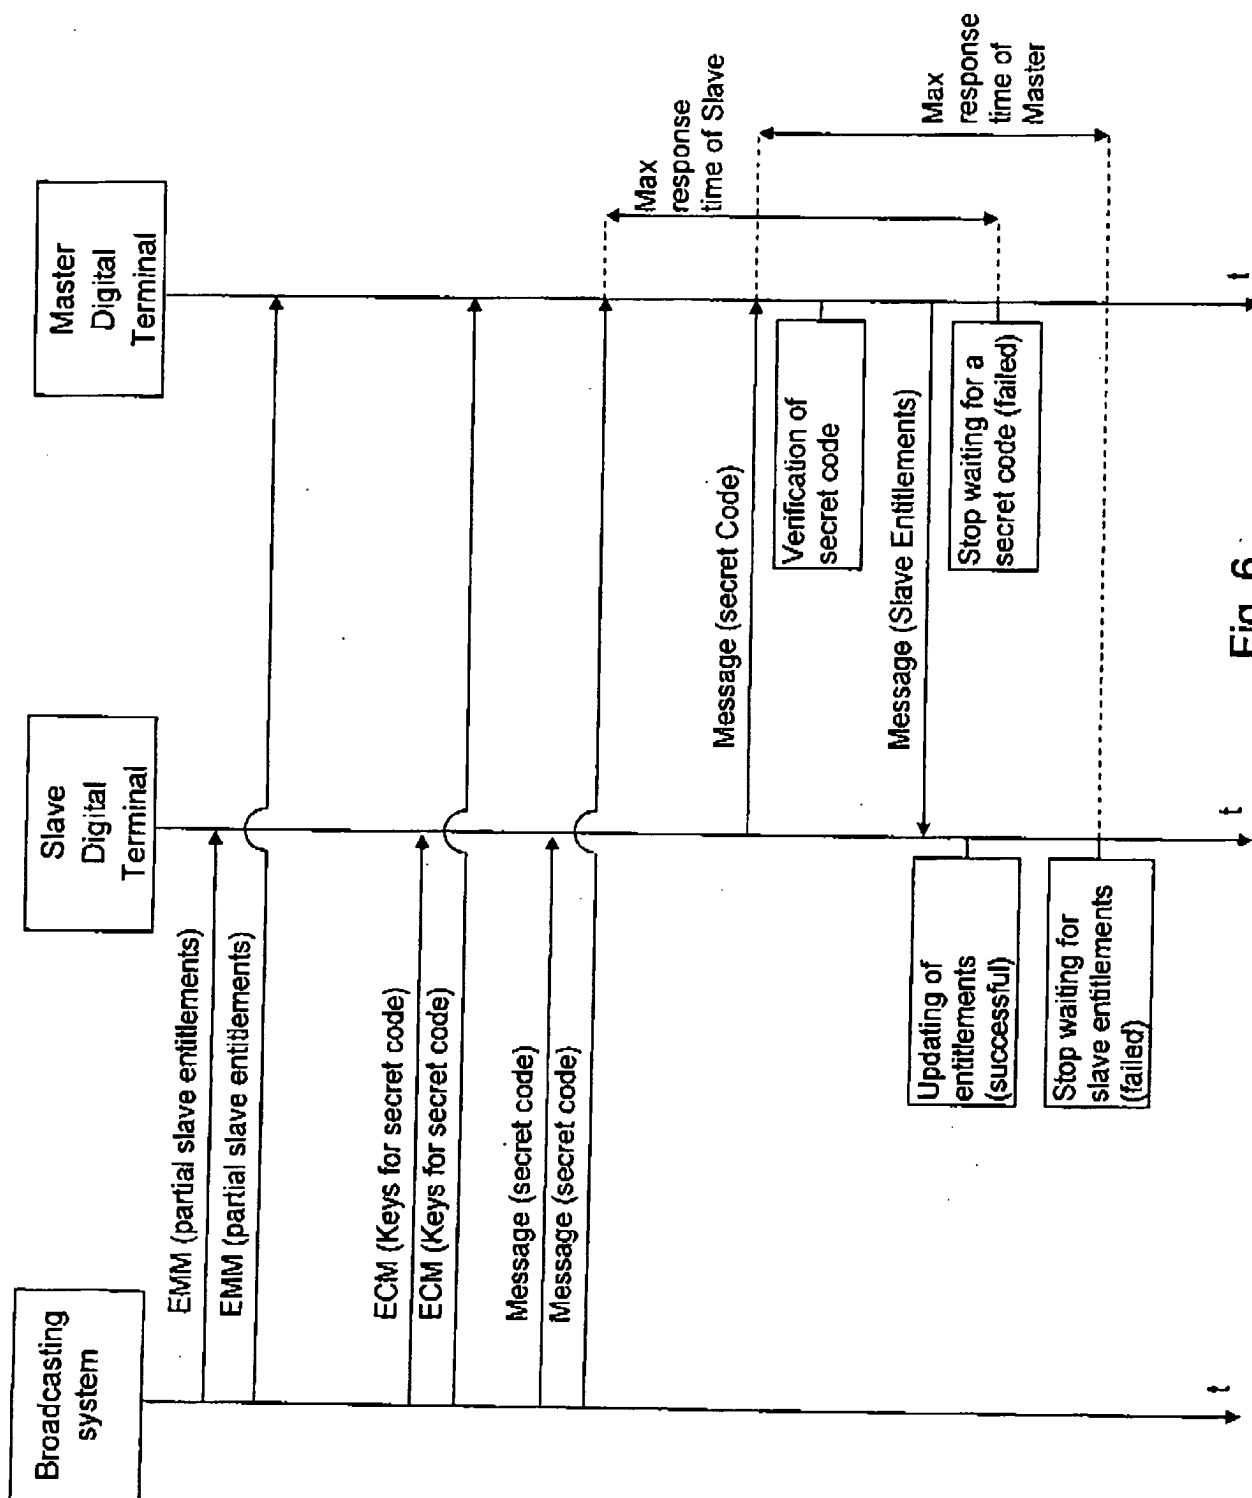 Broadcasting
system
Slave
Digital
Terminal
Master
Digital
Terminal
EMM (partial slave entitlements)
EMM (partial slave entitlements)
ECM (Keys for secret code)
ECM (Keys for secret code)
Message (secret code)
Message (secret code)
Max
response
time of Slave
Message (secret Code)
Max
response
time of
Master
Verification of
secret code
Message (Slave Entitlements)
Stop waiting for a
secret code (failed)
Updating of
entitlements
(successful)
Stop waiting for
slave entitlements
(failed)
t
t
t
Fig. 6